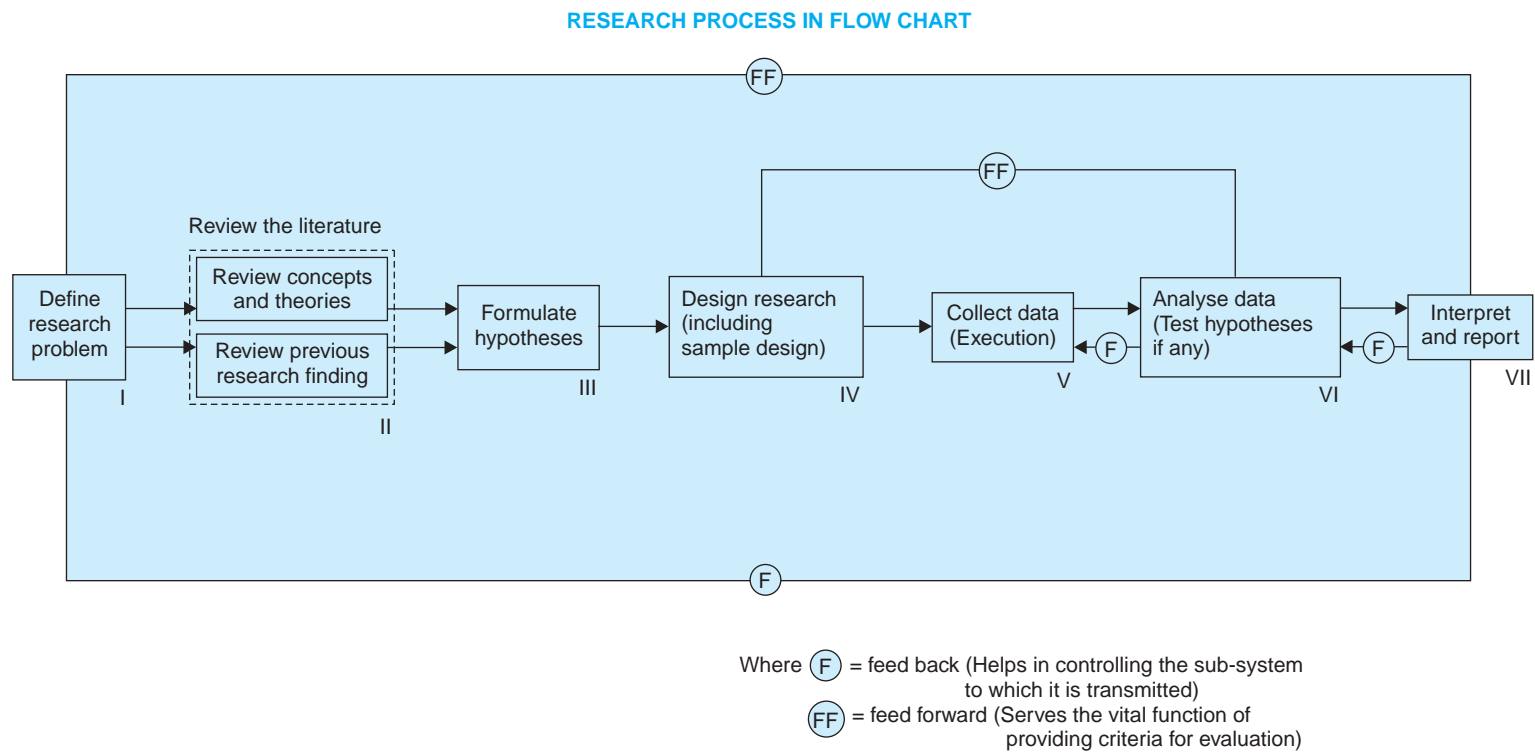 RESEARCH PROCESS IN FLOW CHART
FF
FF
Review the literature
Review concepts
and theories
Review previous
research finding
II
Define
research
problem
I
Formulate
hypotheses
III
Design research
(including
sample design)
IV
Collect data
(Execution)
V
F
Analyse data
(Test hypotheses
if any)
VI
F
Interpret
and report
VII
F
Where F = feed back (Helps in controlling the sub-system
to which it is transmitted)
FF = feed forward (Serves the vital function of
providing criteria for evaluation)